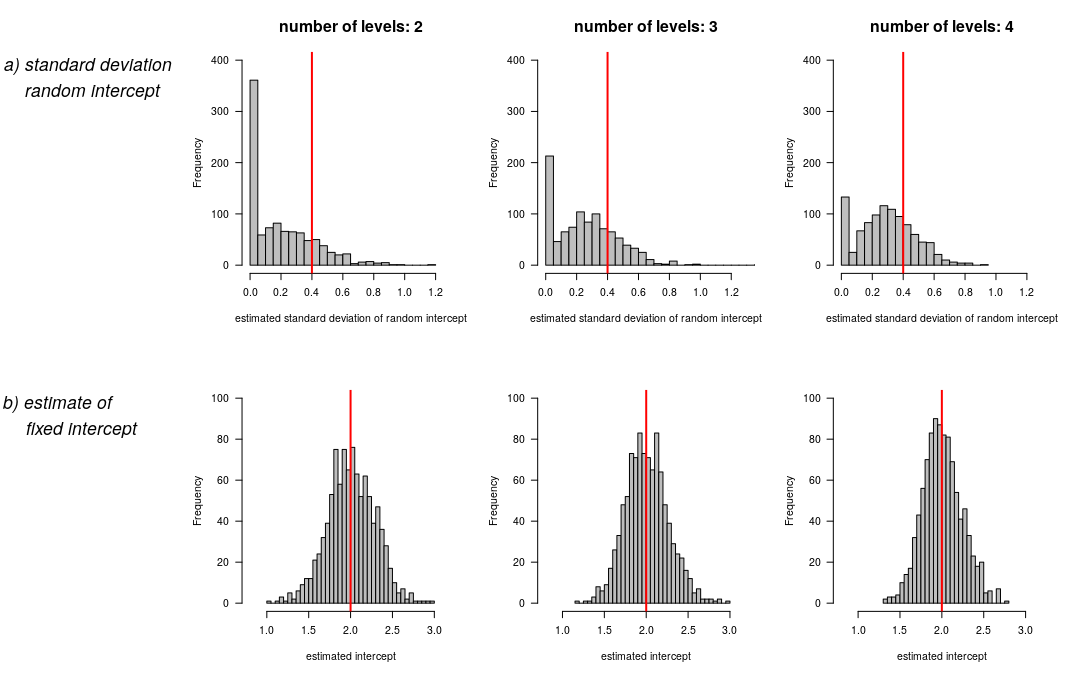 number of levels: 2
number of levels: 3
number of levels: 4
a) standard deviation
random intercept
400
300
200
100
0
Frequency
0.0 0.2 0.4 0.6 0.8 1.0 1.2
estimated standard deviation of random intercept
400
300
200
100
0
Frequency
0.0 0.2 0.4 0.6 0.8 1.0 1.2
estimated standard deviation of random intercept
400
300
200
100
0
Frequency
0.0 0.2 0.4 0.6 0.8 1.0 1.2
estimated standard deviation of random intercept
b) estimate of
fixed intercept
100
80
60
40
20
0
Frequency
1.0 1.5 2.0 2.5 3.0
estimated intercept
100
80
60
40
20
0
Frequency
1.0 1.5 2.0 2.5 3.0
estimated intercept
100
80
60
40
20
0
Frequency
1.0 1.5 2.0 2.5 3.0
estimated intercept